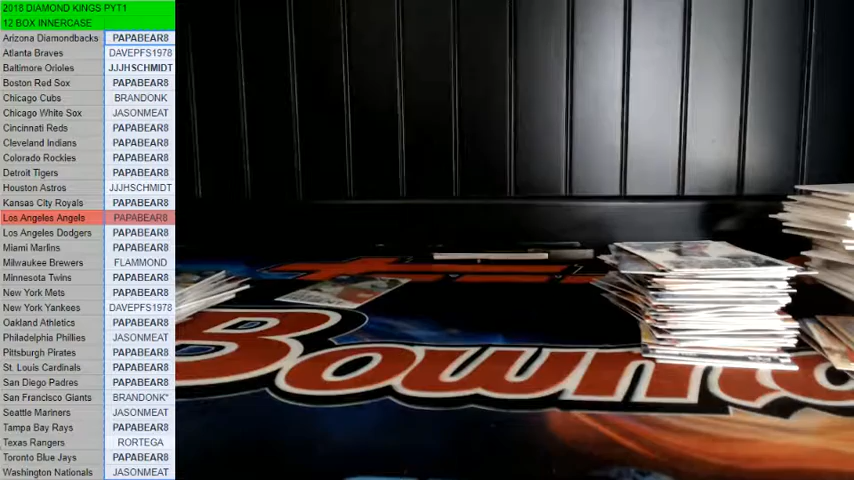 2018 DIAMOND KINGS PYT1
12 BOX INNERCASE
Arizona Diamondbacks PAPABEAR8
Atlanta Braves DAVEPFS1978
Baltimore Orioles JJJHSCHMIDT
Boston Red Sox PAPABEAR8
Chicago Cubs BRANDONK
Chicago White Sox JASONMEAT
Cincinnati Reds PAPABEAR8
Cleveland Indians PAPABEAR8
Colorado Rockies PAPABEAR8
Detroit Tigers PAPABEAR8
Houston Astros JJJHSCHMIDT
Kansas City Royals PAPABEAR8
Los Angeles Angels PAPABEAR8
Los Angeles Dodgers PAPABEAR8
Miami Marlins PAPABEAR8
Milwaukee Brewers FLAMMOND
Minnesota Twins PAPABEAR8
New York Mets PAPABEAR8
New York Yankees DAVEPFS1978
Oakland Athletics PAPABEAR8
Philadelphia Phillies JASONMEAT
Pittsburgh Pirates PAPABEAR8
St. Louis Cardinals PAPABEAR8
San Diego Padres PAPABEAR8
San Francisco Giants BRANDONK*
Seattle Mariners JASONMEAT
Tampa Bay Rays PAPABEAR8
Texas Rangers RORTEGA
Toronto Blue Jays PAPABEAR8
Washington Nationals JASONMEAT
Bowman